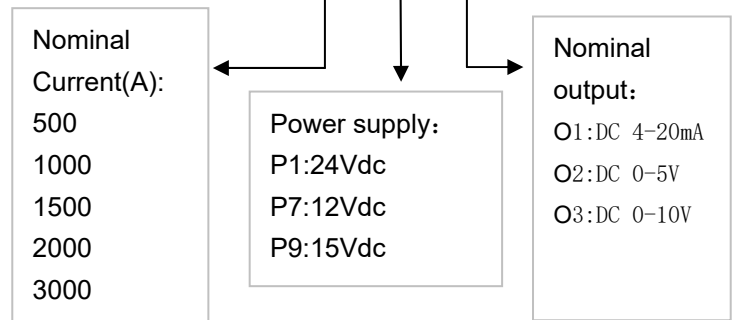 Nominal
Current(A):
500
1000
1500
2000
3000
Power supply：
P1:24Vdc
P7:12Vdc
P9:15Vdc
Nominal
output：
O1:DC 4-20mA
O2:DC 0-5V
O3:DC 0-10V